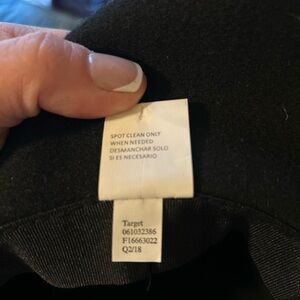 SPOT CLEAN ONLY
WHEN NEEDED
DESMANCHAR SOLO
SI ES NECESARIO
Target
061032386
F16663022
Q2/18